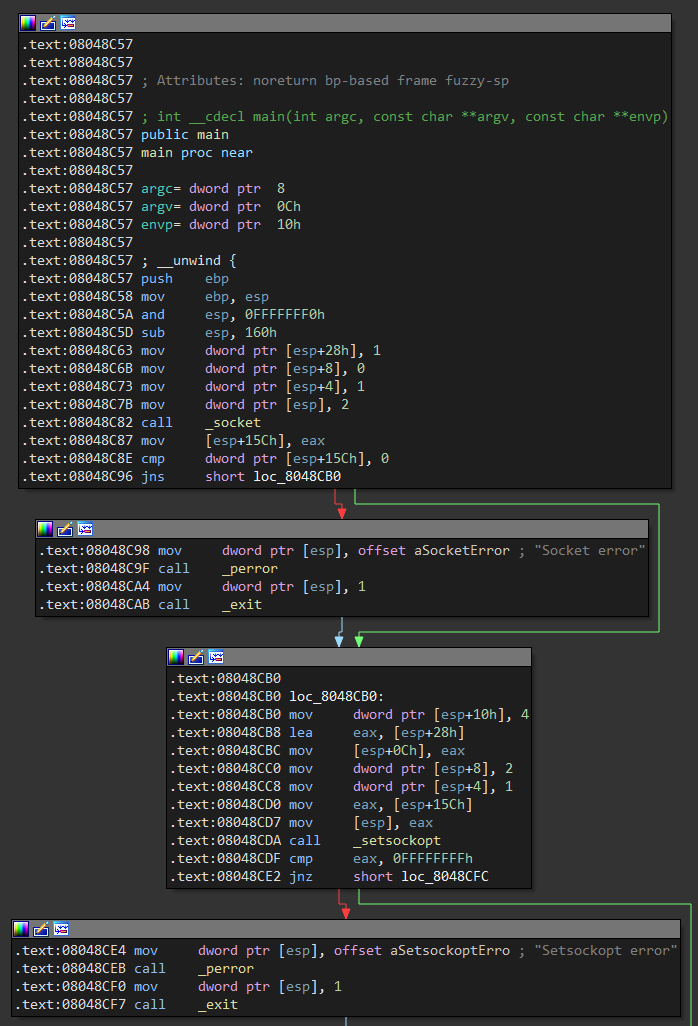 .text:08048C57
.text:08048C57
.text:08048C57 ; Attributes: noreturn bp-based frame fuzzy-sp
.text:08048C57
.text:08048C57 ; int __cdecl main(int argc, const char **argv, const char **envp)
.text:08048C57 public main
.text:08048C57 main proc near
.text:08048C57
.text:08048C57 argc= dword ptr  8
.text:08048C57 argv= dword ptr  0Ch
.text:08048C57 envp= dword ptr  10h
.text:08048C57
.text:08048C57 ; __unwind {
.text:08048C57 push    ebp
.text:08048C58 mov     ebp, esp
.text:08048C5A and     esp, 0FFFFFFF0h
.text:08048C5D sub     esp, 160h
.text:08048C63 mov     dword ptr [esp+28h], 1
.text:08048C6B mov     dword ptr [esp+8], 0
.text:08048C73 mov     dword ptr [esp+4], 1
.text:08048C7B mov     dword ptr [esp], 2
.text:08048C82 call    _socket
.text:08048C87 mov     [esp+15Ch], eax
.text:08048C8E cmp     dword ptr [esp+15Ch], 0
.text:08048C96 jns     short loc_8048CB0
.text:08048C98 mov     dword ptr [esp], offset aSocketError ; "Socket error"
.text:08048C9F call    _perror
.text:08048CA4 mov     dword ptr [esp], 1
.text:08048CAB call    _exit
.text:08048CB0
.text:08048CB0 loc_8048CB0:
.text:08048CB0 mov     dword ptr [esp+10h], 4
.text:08048CB8 lea     eax, [esp+28h]
.text:08048CBC mov     [esp+0Ch], eax
.text:08048CC0 mov     dword ptr [esp+8], 2
.text:08048CC8 mov     dword ptr [esp+4], 1
.text:08048CD0 mov     eax, [esp+15Ch]
.text:08048CD7 mov     [esp], eax
.text:08048CDA call    _setsockopt
.text:08048CDF cmp     eax, 0FFFFFFFFh
.text:08048CE2 jnz     short loc_8048CFC
.text:08048CE4 mov     dword ptr [esp], offset aSetsockoptErro ; "Setsockopt error"
.text:08048CEB call    _perror
.text:08048CF0 mov     dword ptr [esp], 1
.text:08048CF7 call    _exit